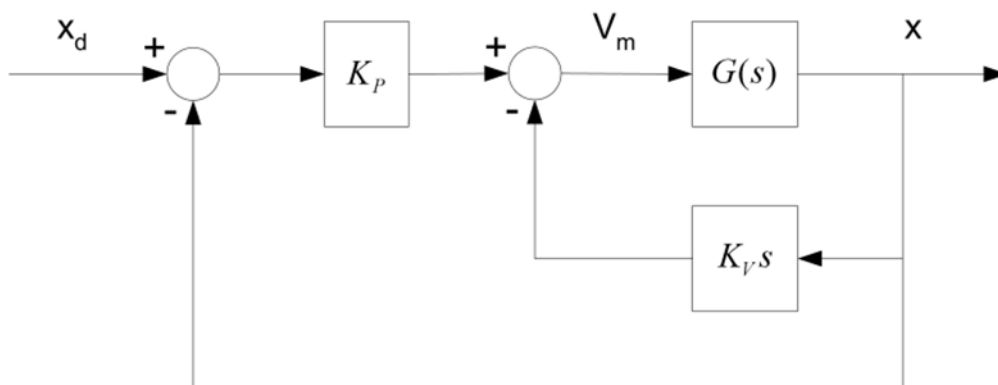 x_d
+
-
K_P
+
-
V_m
G(s)
x
K_V s